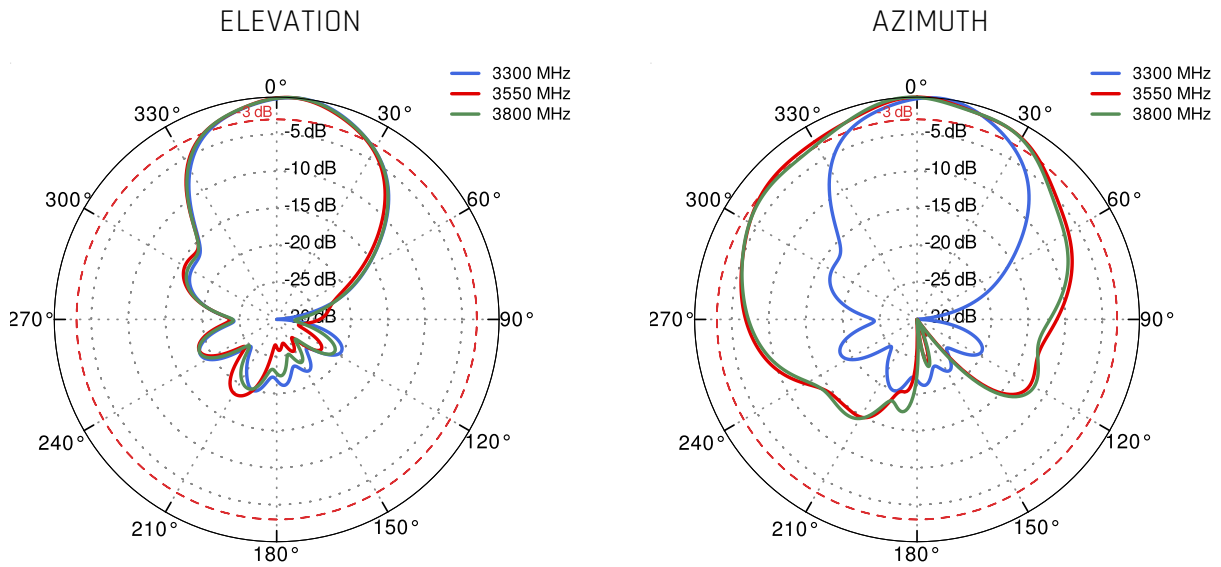 ELEVATION
3300 MHz
3550 MHz
3800 MHz
0°
330°
30°
-3 dB
-5 dB
-10 dB
300°
60°
-15 dB
-20 dB
-25 dB
-30 dB
270°
90°
240°
120°
210°
150°
180°
AZIMUTH
3300 MHz
3550 MHz
3800 MHz
0°
330°
30°
-3 dB
-5 dB
-10 dB
300°
60°
-15 dB
-20 dB
-25 dB
-30 dB
270°
90°
240°
120°
210°
150°
180°